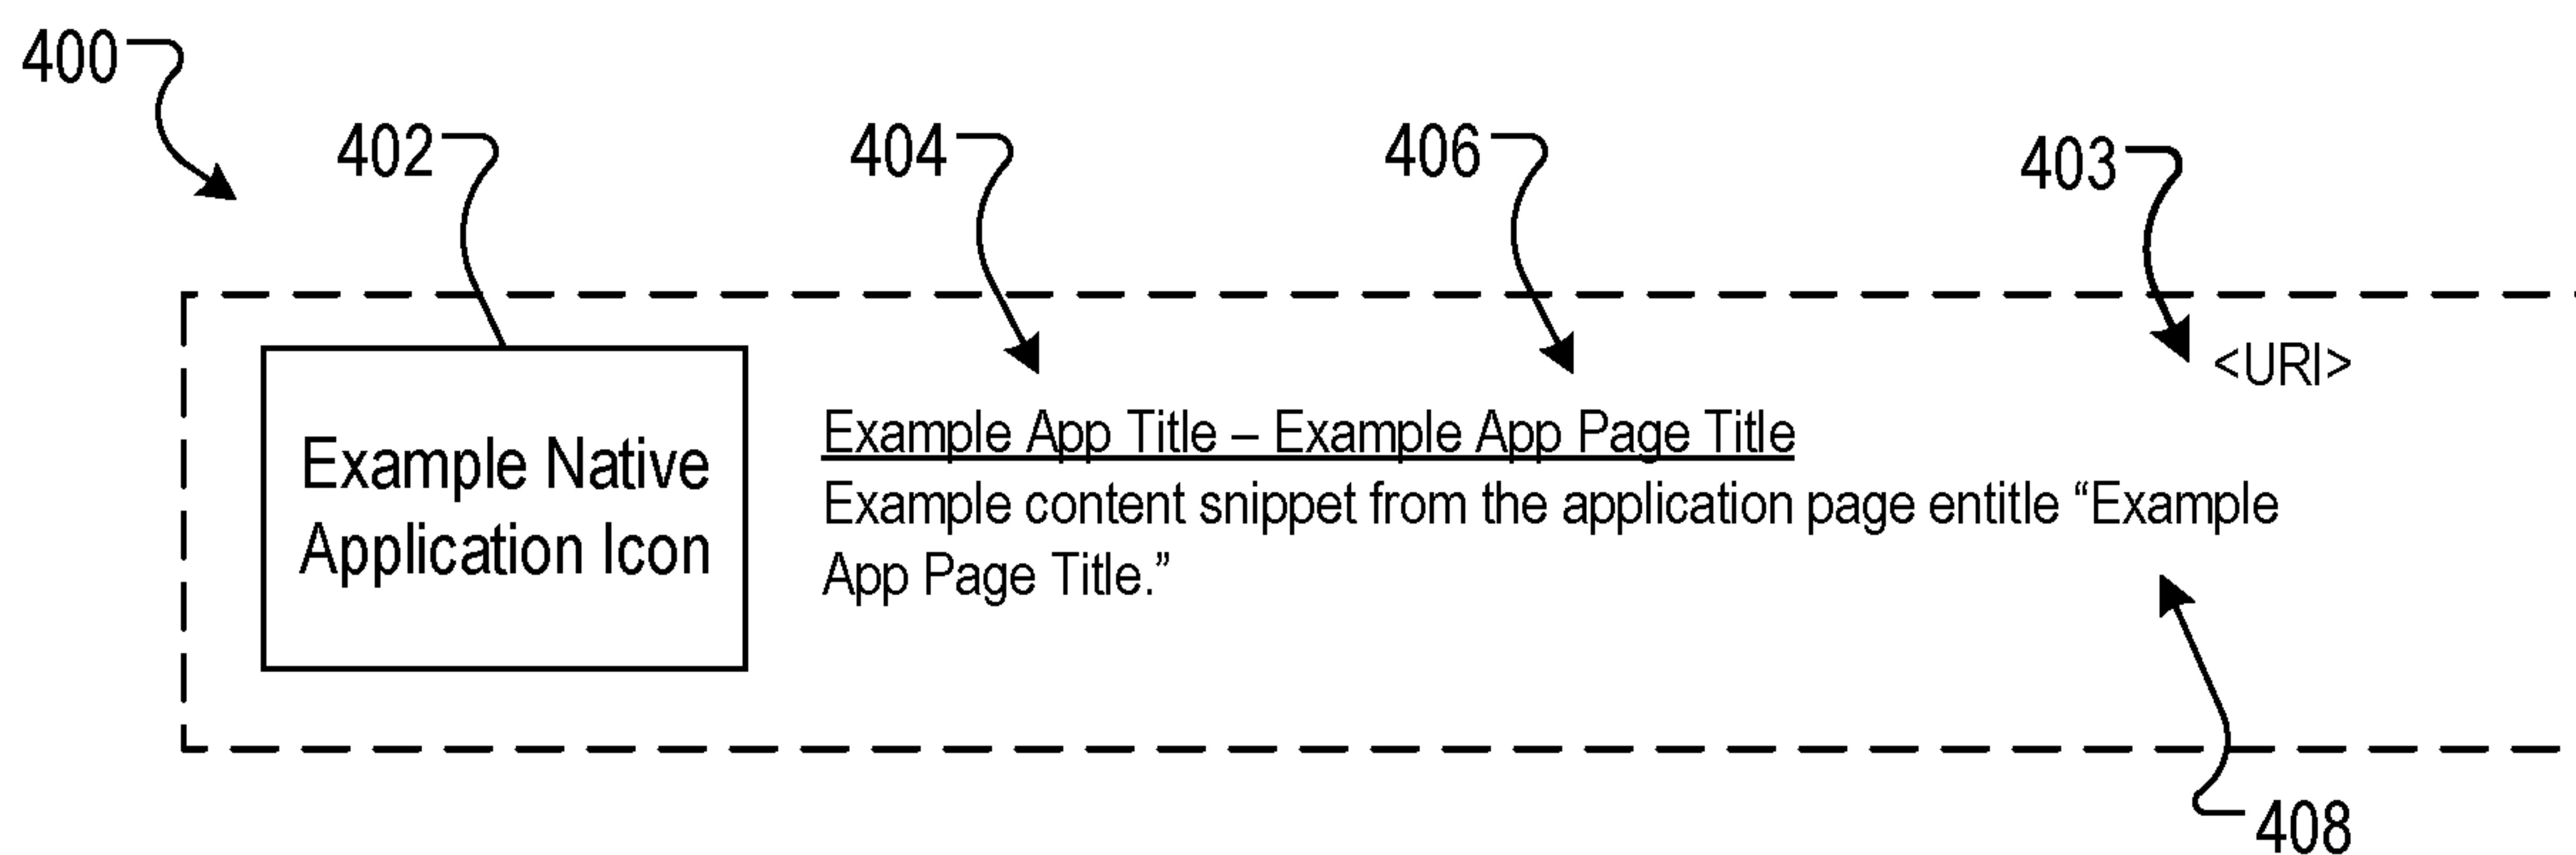 400
402
404
406
403
<URI>
Example Native
Application Icon
Example App Title – Example App Page Title
Example content snippet from the application page entitle “Example
App Page Title.”
408